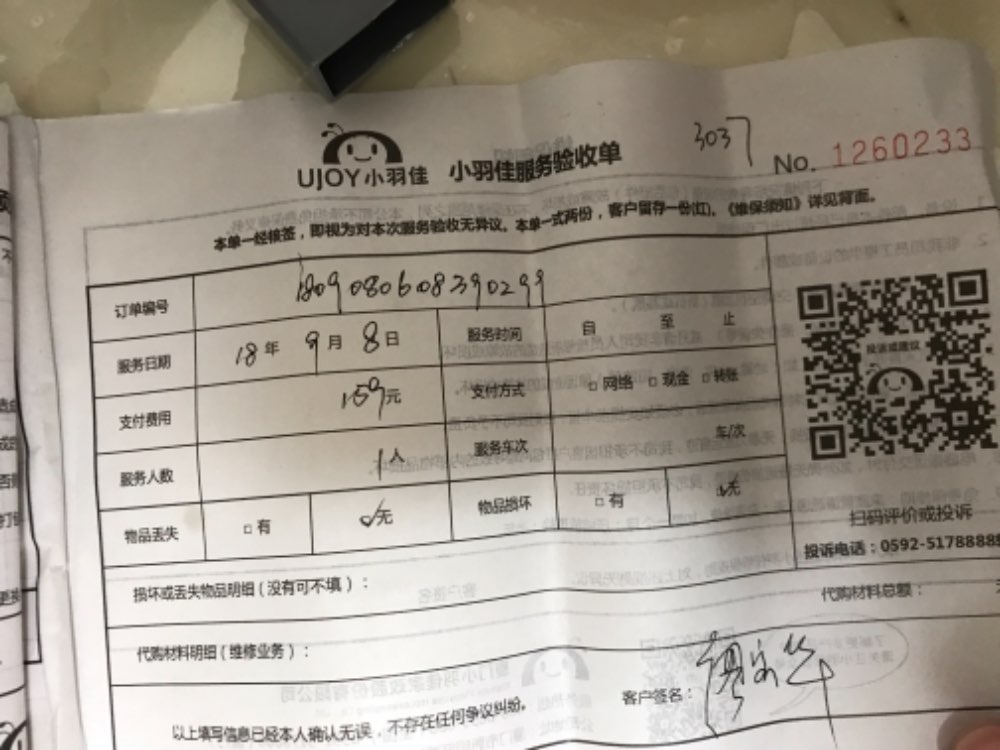 3037
UJOY小羽佳 小羽佳服务验收单 No. 1260233
本单一经核签，即视为对本次服务验收无异议。本单一式两份，客户留存一份(红)。《维保须知》详见背面。
订单编号 1809080608390299
服务日期 18年 9月 8日 服务时间 自 至 止
支付费用 159元 支付方式 □网络 □现金 □转账
服务人数 1人 服务车次 车/次
物品丢失 □有 ☑无 物品损坏 □有 ☑无
投诉或建议
扫码评价或投诉
投诉电话：0592-5178888
损坏或丢失物品明细（没有可不填）：
代购材料总额：
代购材料明细（维修业务）：
客户签名：
以上填写信息已经本人确认无误，不存在任何争议纠纷。